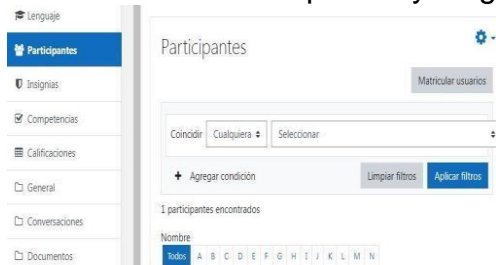 Lenguaje
Participantes
Insignias
Competencias
Calificaciones
General
Conversaciones
Documentos
Participantes
Matricular usuarios
Coincidir Cualquiera Seleccionar
+ Agregar condición Limpiar filtros Aplicar filtros
1 participantes encontrados
Nombre
Todos A B C D E F G H I J K L M N